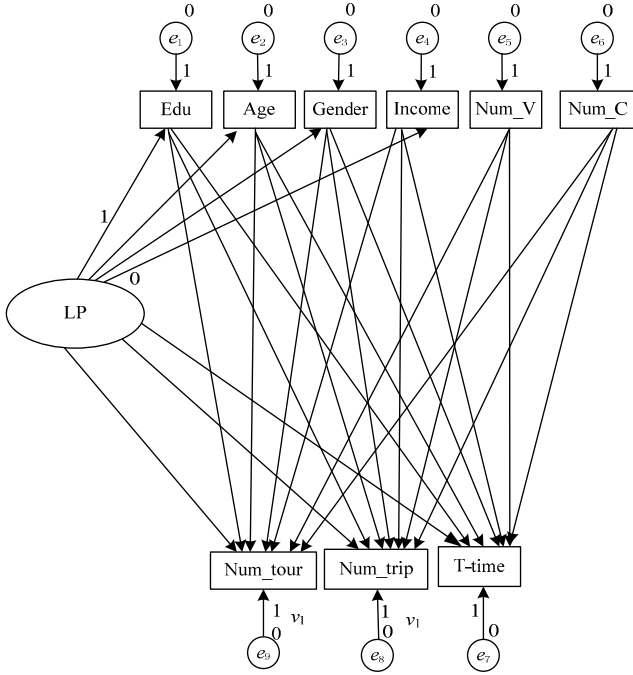 0 0 0 0 0 0
e1 e2 e3 e4 e5 e6
1 1 1 1 1 1
Edu Age Gender Income Num_V Num_C
1
0
LP
Num_tour Num_trip T-time
1 v1 1 v1 1
0 0 0
e9 e8 e7